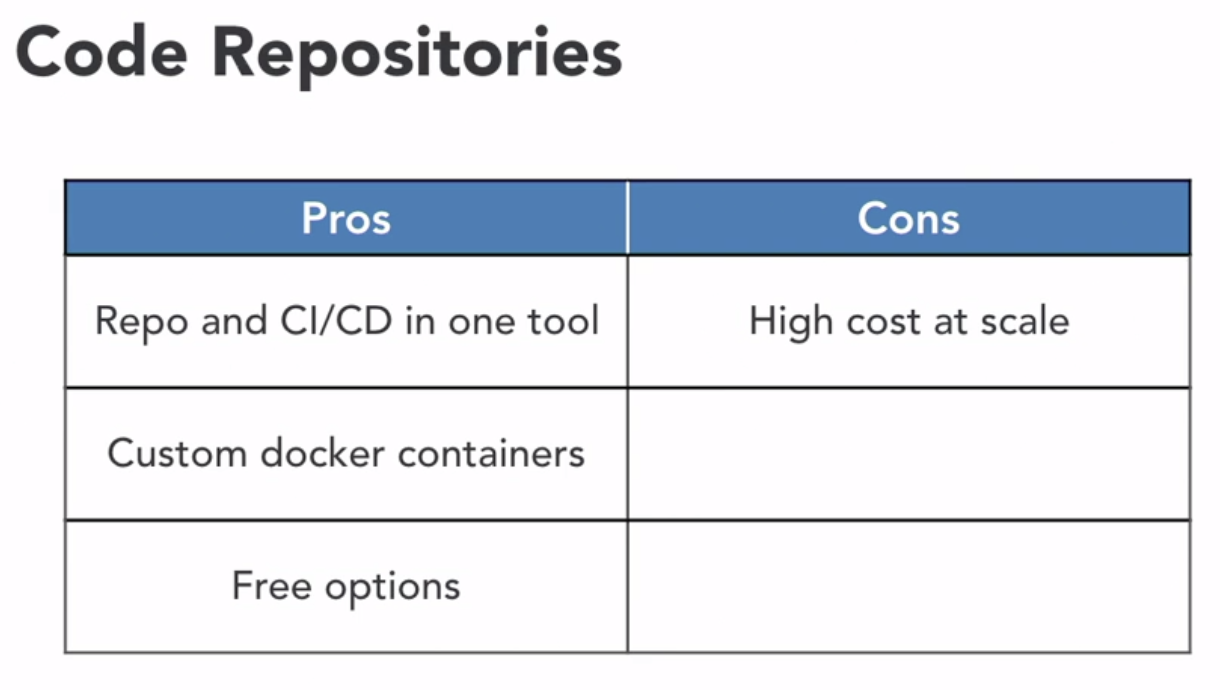 Code Repositories
Pros
Cons
Repo and CI/CD in one tool
High cost at scale
Custom docker containers
Free options